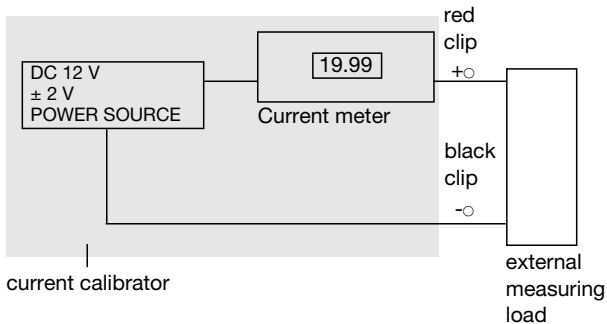 red
clip
+○
19.99
DC 12 V
± 2 V
POWER SOURCE
Current meter
black
clip
-○
current calibrator
external
measuring
load